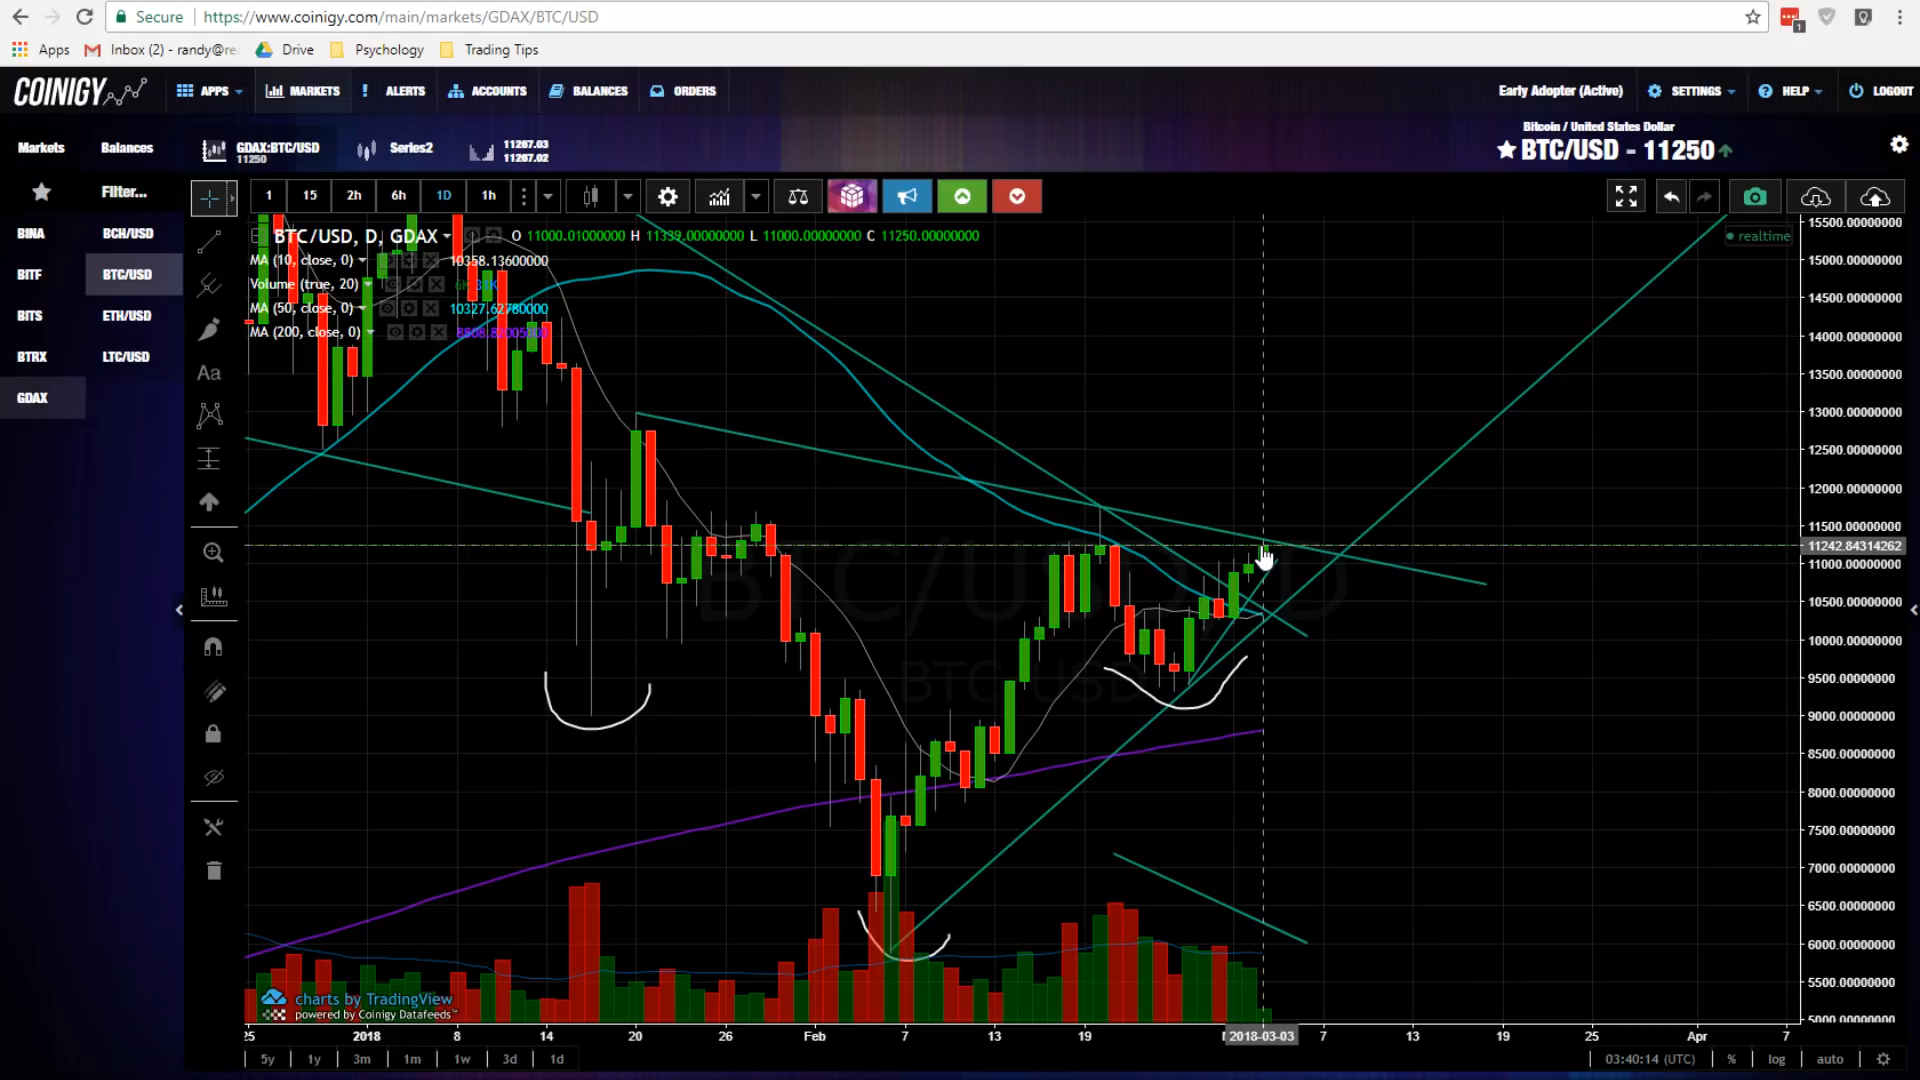 Secure https://www.coinigy.com/main/markets/GDAX/BTC/USD
1
Apps Inbox (2) - randy@re Drive Psychology Trading Tips
COINIGY APPS MARKETS ALERTS ACCOUNTS BALANCES ORDERS Early Adopter (Active) SETTINGS HELP LOGOUT
Markets Balances GDAX:BTC/USD 11250 Series2 11267.03 11267.02
Bitcoin / United States Dollar
BTC/USD - 11250
Filter...
1 15 2h 6h 1D 1h
BINA BCH/USD
BITF BTC/USD
BITS ETH/USD
BTRX LTC/USD
GDAX
Aa
BTC/USD, D, GDAX O 11000.01000000 H 11339.00000000 L 11000.00000000 C 11250.00000000
realtime
MA (10, close, 0) 10358.13600000
Volume (true, 20)
MA (50, close, 0) 10327.62780000
MA (200, close, 0)
15500.00000000
15000.00000000
14500.00000000
14000.00000000
13500.00000000
13000.00000000
12500.00000000
12000.00000000
11500.00000000
11242.84314262
11000.00000000
10500.00000000
10000.00000000
9500.00000000
9000.00000000
8500.00000000
8000.00000000
7500.00000000
7000.00000000
6500.00000000
6000.00000000
5500.00000000
5000.00000000
BTC/USD, D
BTC/USD
charts by TradingView
powered by Coinigy Datafeeds™
25 2018 8 14 20 26 Feb 7 13 19 2018-03-03 7 13 19 25 Apr 7
5y 1y 3m 1m 1w 3d 1d 03:40:14 (UTC) % log auto